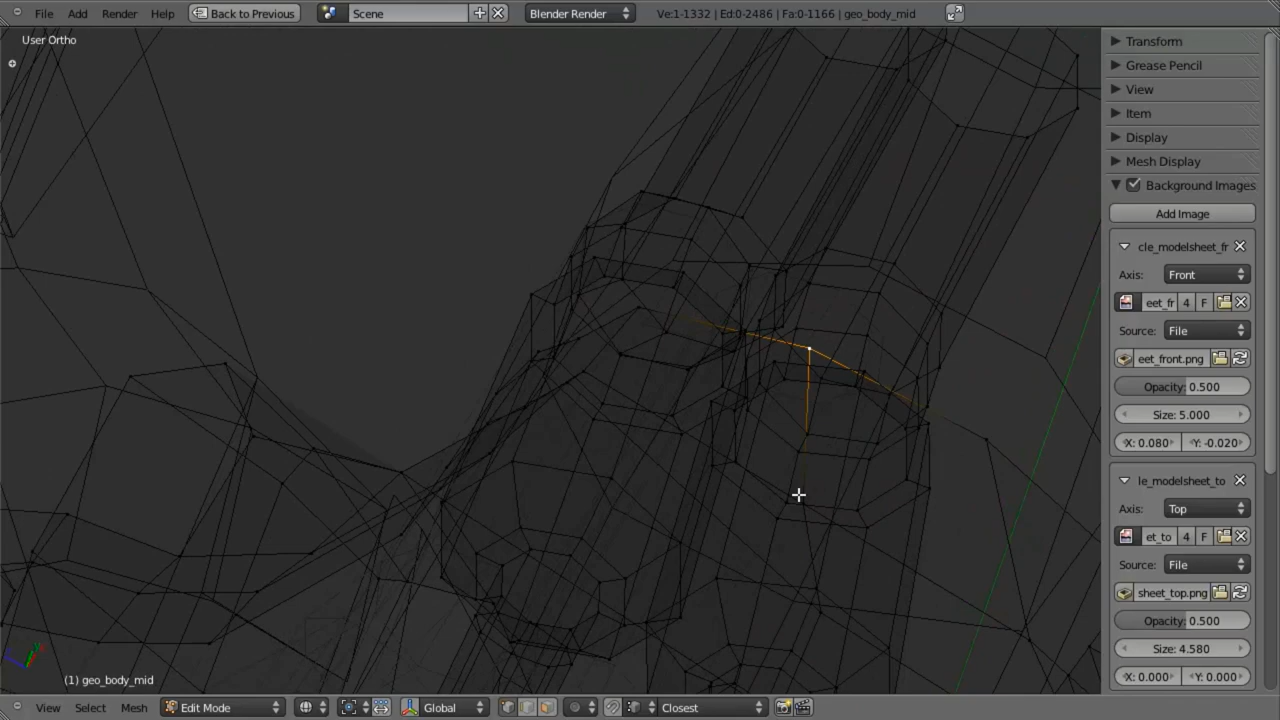 File Add Render Help Back to Previous Scene Blender Render Ve:1-1332 | Ed:0-2486 | Fa:0-1166 | geo_body_mid
User Ortho
Transform
Grease Pencil
View
Item
Display
Mesh Display
Background Images
Add Image
cle_modelsheet_fr
Axis: Front
eet_fr 4 F
Source: File
eet_front.png
Opacity: 0.500
Size: 5.000
X: 0.080 Y: -0.020
le_modelsheet_to
Axis: Top
et_to 4 F
Source: File
sheet_top.png
Opacity: 0.500
Size: 4.580
X: 0.000 Y: 0.000
(1) geo_body_mid
View Select Mesh Edit Mode Global Closest